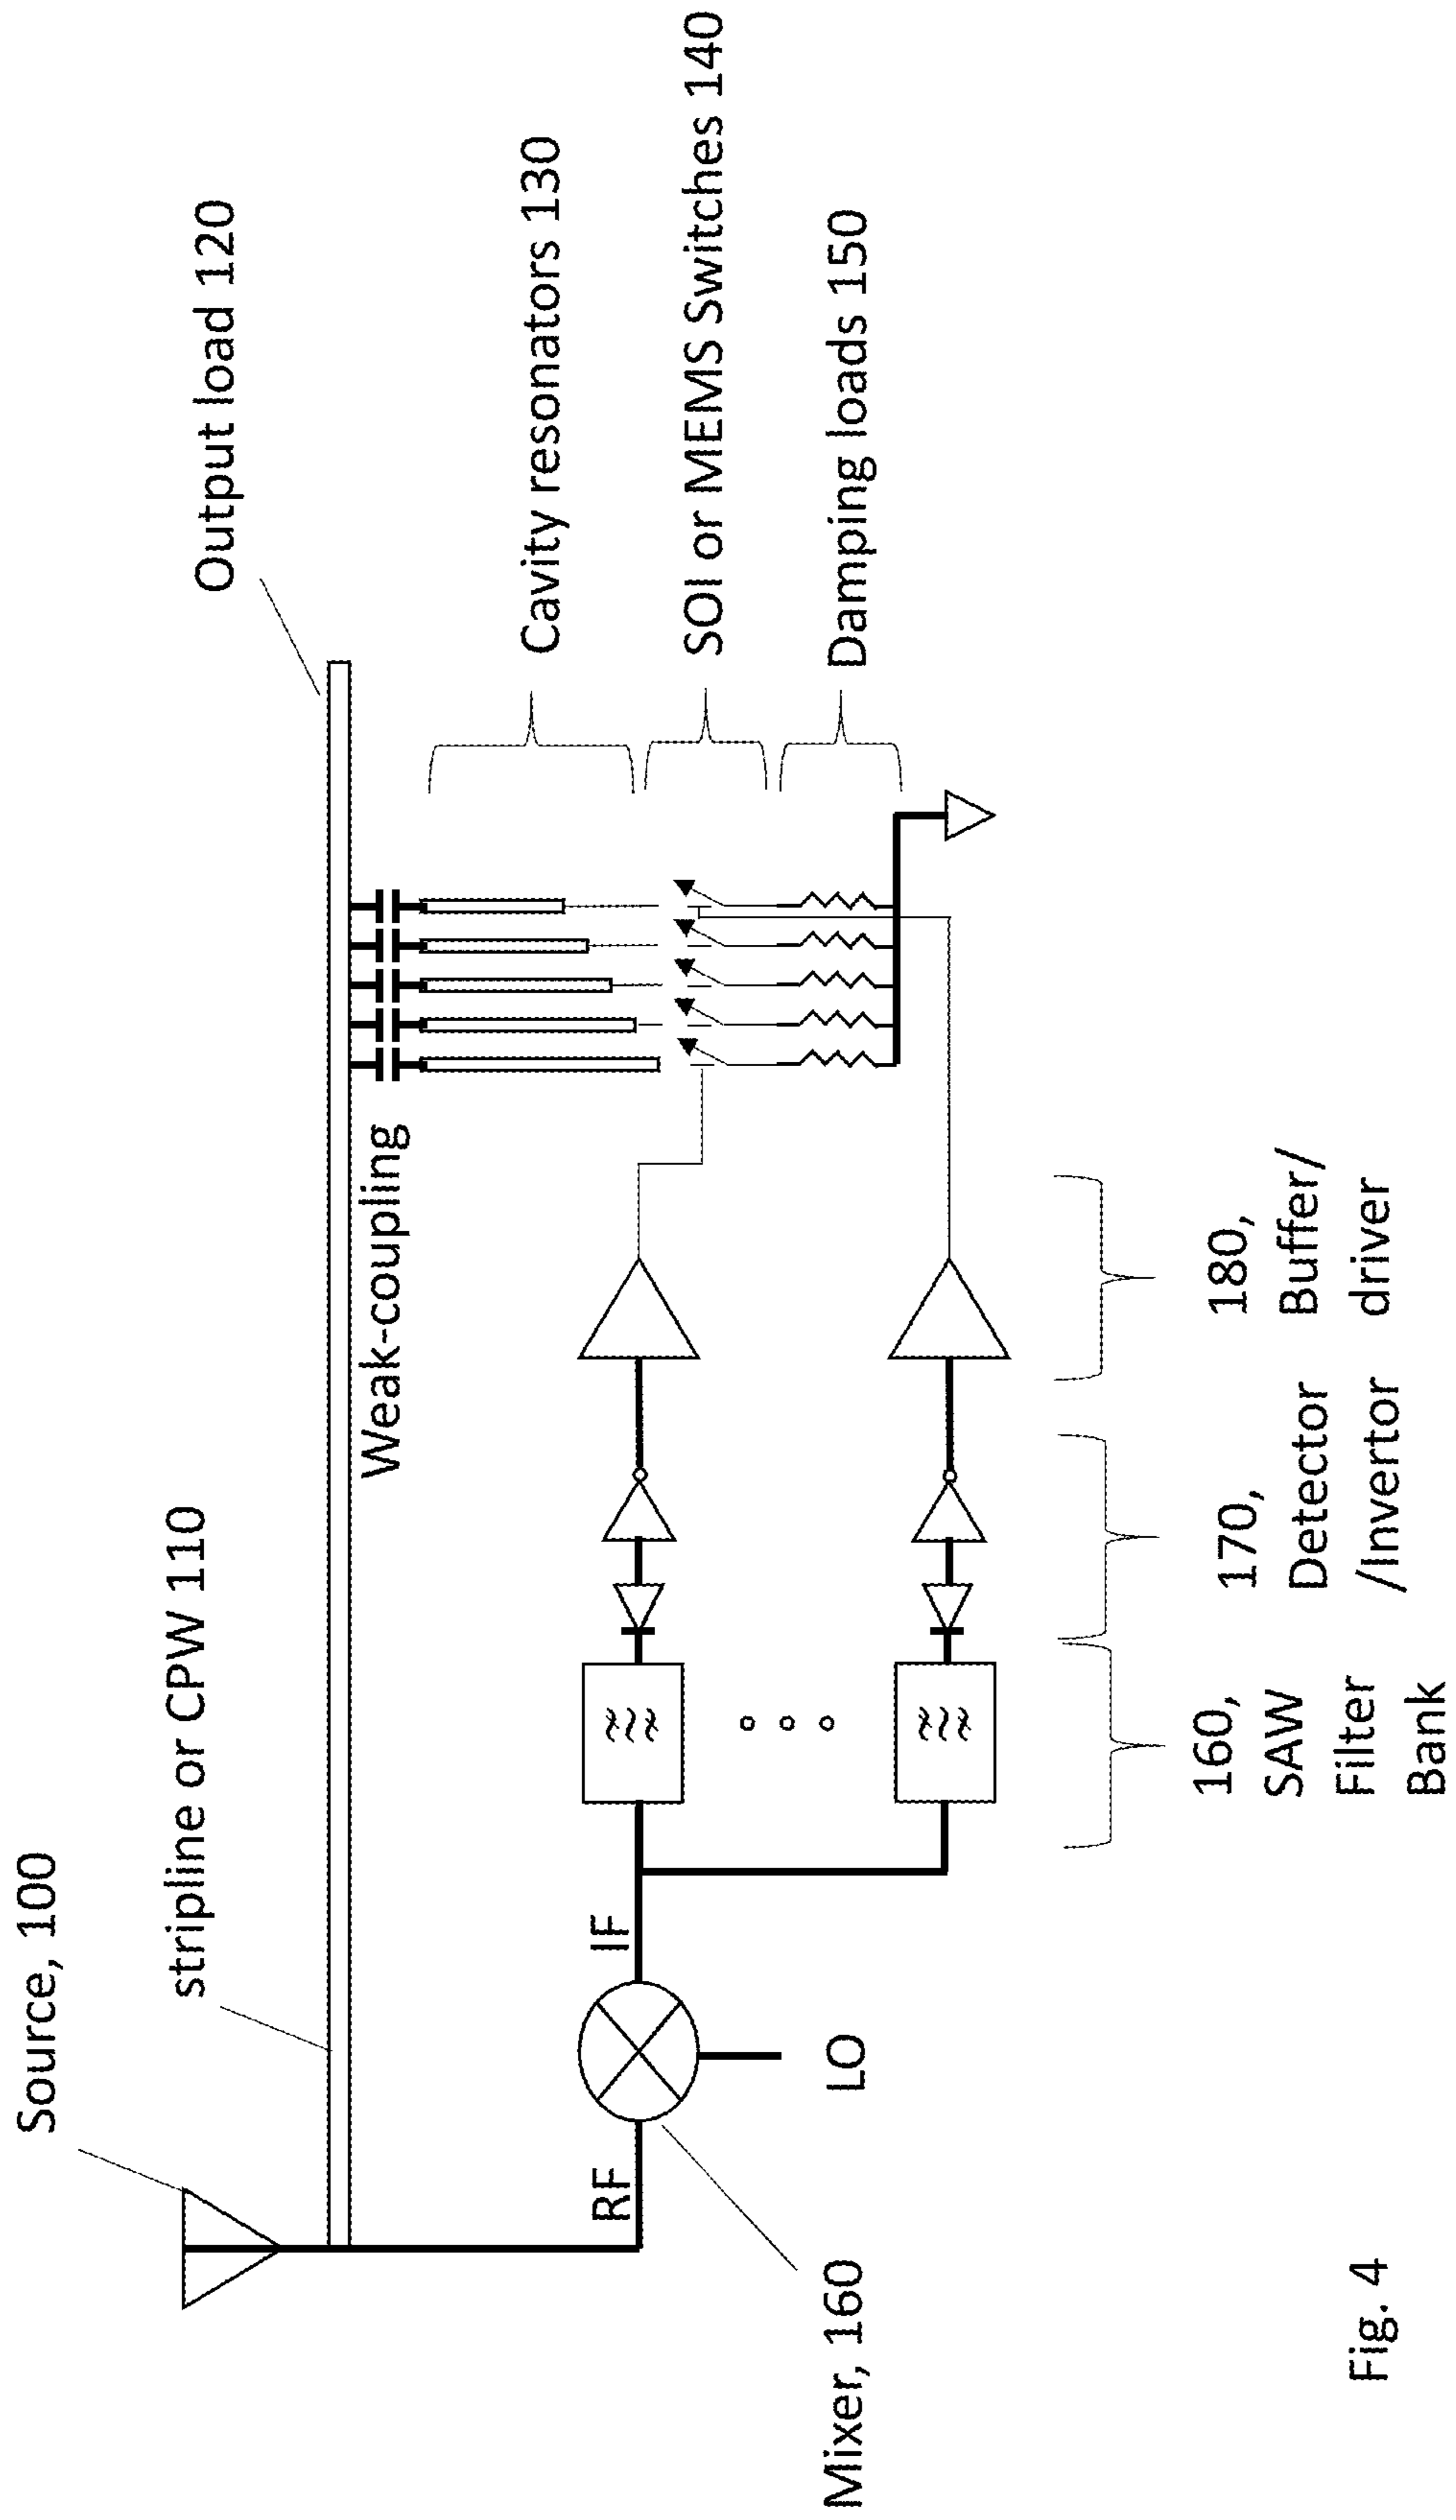 Source, 100
stripline or CPW 110
Output load 120
Weak-coupling
Cavity resonators 130
SOI or MEMS Switches 140
Damping loads 150
RF
IF
LO
Mixer, 160
160,
SAW
Filter
Bank
170,
Detector
/Invertor
180,
Buffer/
driver
Fig. 4